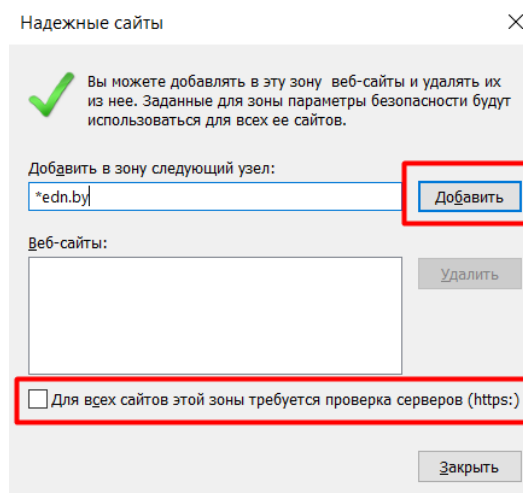 Надежные сайты
Вы можете добавлять в эту зону веб-сайты и удалять их
из нее. Заданные для зоны параметры безопасности будут
использоваться для всех ее сайтов.
Добавить в зону следующий узел:
*edn.by
Добавить
Веб-сайты:
Удалить
Для всех сайтов этой зоны требуется проверка серверов (https:)
Закрыть